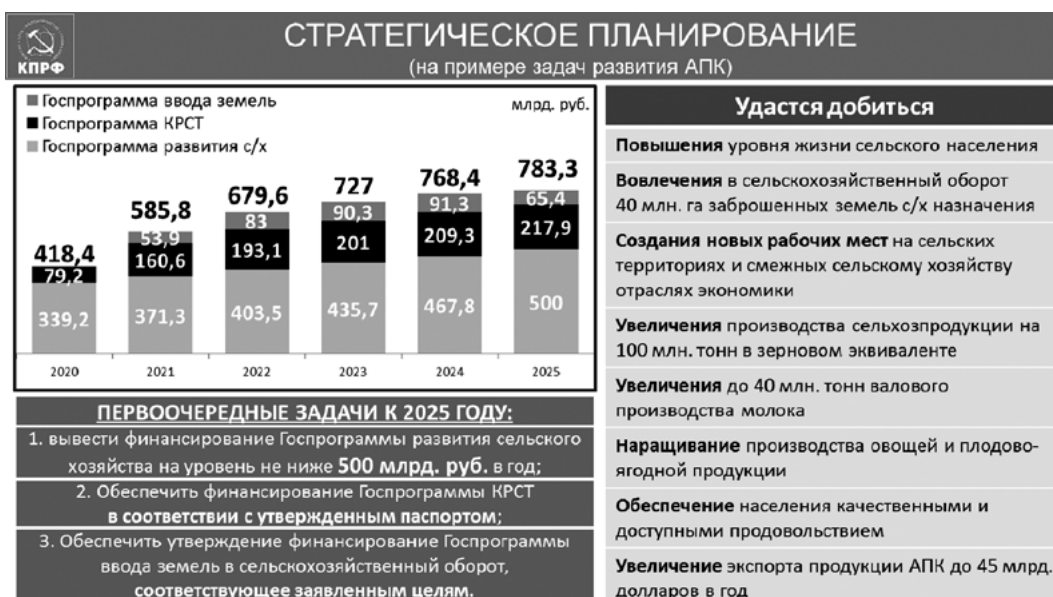 КПРФ
СТРАТЕГИЧЕСКОЕ ПЛАНИРОВАНИЕ
(на примере задач развития АПК)
Госпрограмма ввода земель
Госпрограмма КРСТ
Госпрограмма развития с/х
млрд. руб.
418,4
585,8
679,6
727
768,4
783,3
53,9
83
90,3
91,3
65,4
79,2
160,6
193,1
201
209,3
217,9
339,2
371,3
403,5
435,7
467,8
500
2020
2021
2022
2023
2024
2025
ПЕРВООЧЕРЕДНЫЕ ЗАДАЧИ К 2025 ГОДУ:
1. вывести финансирование Госпрограммы развития сельского
хозяйства на уровень не ниже 500 млрд. руб. в год;
2. Обеспечить финансирование Госпрограммы КРСТ
в соответствии с утвержденным паспортом;
3. Обеспечить утверждение финансирование Госпрограммы
ввода земель в сельскохозяйственный оборот,
соответствующее заявленным целям.
Удастся добиться
Повышения уровня жизни сельского населения
Вовлечения в сельскохозяйственный оборот
40 млн. га заброшенных земель с/х назначения
Создания новых рабочих мест на сельских
территориях и смежных сельскому хозяйству
отраслях экономики
Увеличения производства сельхозпродукции на
100 млн. тонн в зерновом эквиваленте
Увеличения до 40 млн. тонн валового
производства молока
Наращивание производства овощей и плодово-
ягодной продукции
Обеспечение населения качественными и
доступными продовольствием
Увеличение экспорта продукции АПК до 45 млрд.
долларов в год